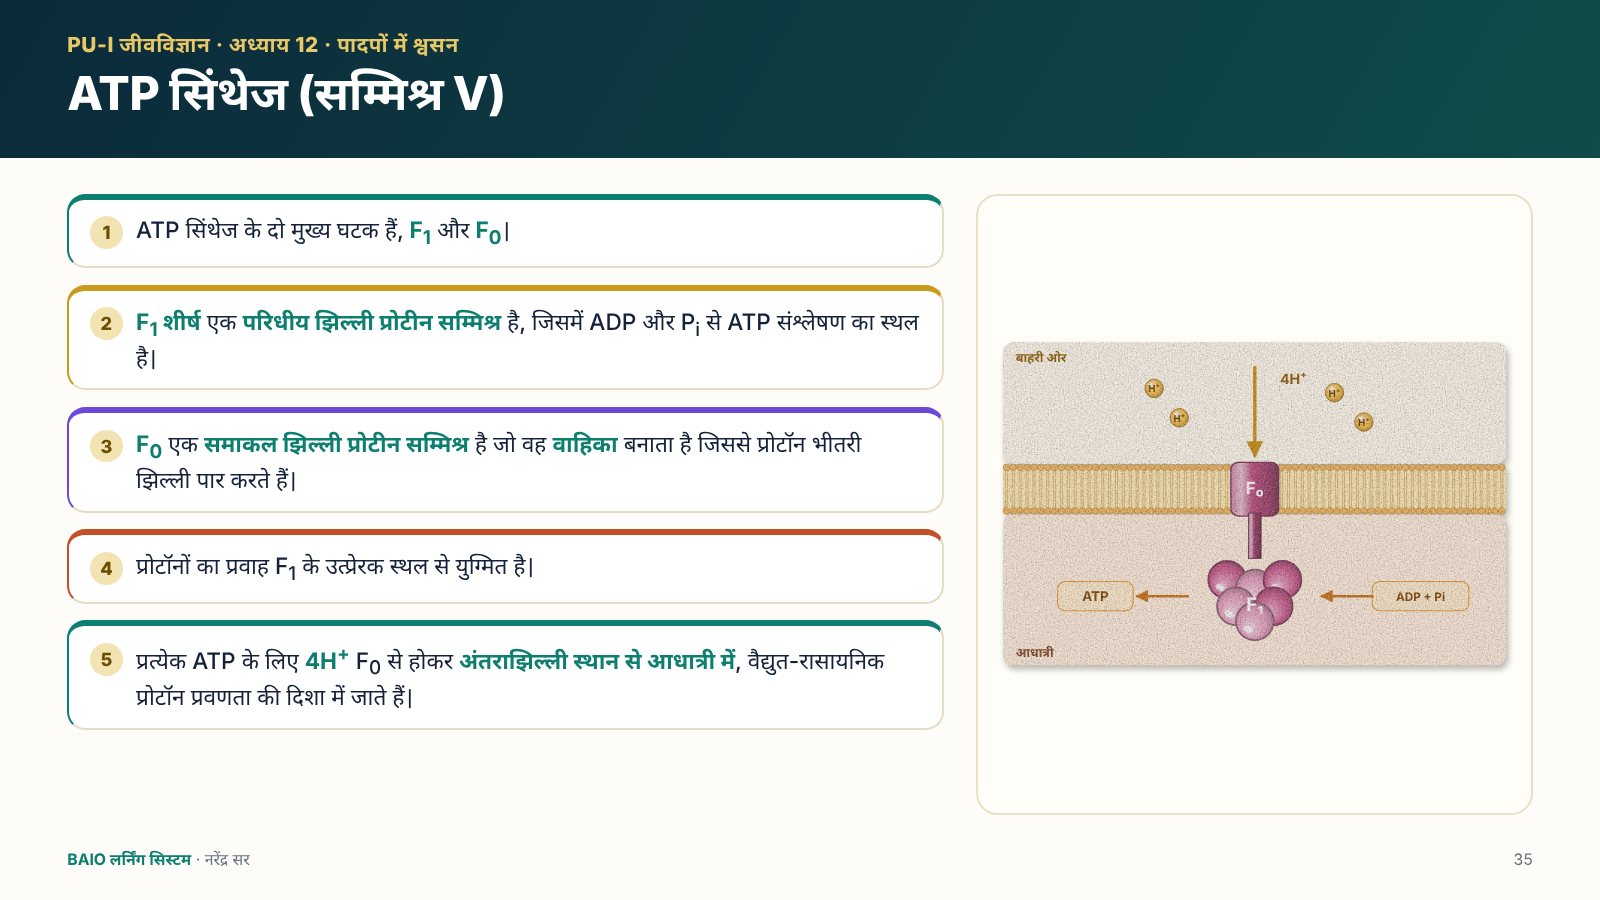 PU-I जीवविज्ञान · अध्याय 12 · पादपों में श्वसन
ATP सिंथेज (सम्मिश्र V)
1 ATP सिंथेज के दो मुख्य घटक हैं, F₁ और F₀|
2 F₁ शीर्ष एक परिधीय झिल्ली प्रोटीन सम्मिश्र है, जिसमें ADP और Pᵢ से ATP संश्लेषण का स्थल
है|
3 F₀ एक समाकल झिल्ली प्रोटीन सम्मिश्र है जो वह वाहिका बनाता है जिससे प्रोटॉन भीतरी
झिल्ली पार करते हैं|
4 प्रोटॉनों का प्रवाह F₁ के उत्प्रेरक स्थल से युग्मित है|
5 प्रत्येक ATP के लिए 4H⁺ F₀ से होकर अंतराझिल्ली स्थान से आधात्री में, वैद्युत-रासायनिक
प्रोटॉन प्रवणता की दिशा में जाते हैं|
बाहरी ओर
4H⁺
H⁺
H⁺
H⁺
H⁺
F₀
F₁
ATP
ADP + Pi
आधात्री
BAIO लर्निंग सिस्टम · नरेंद्र सर
35